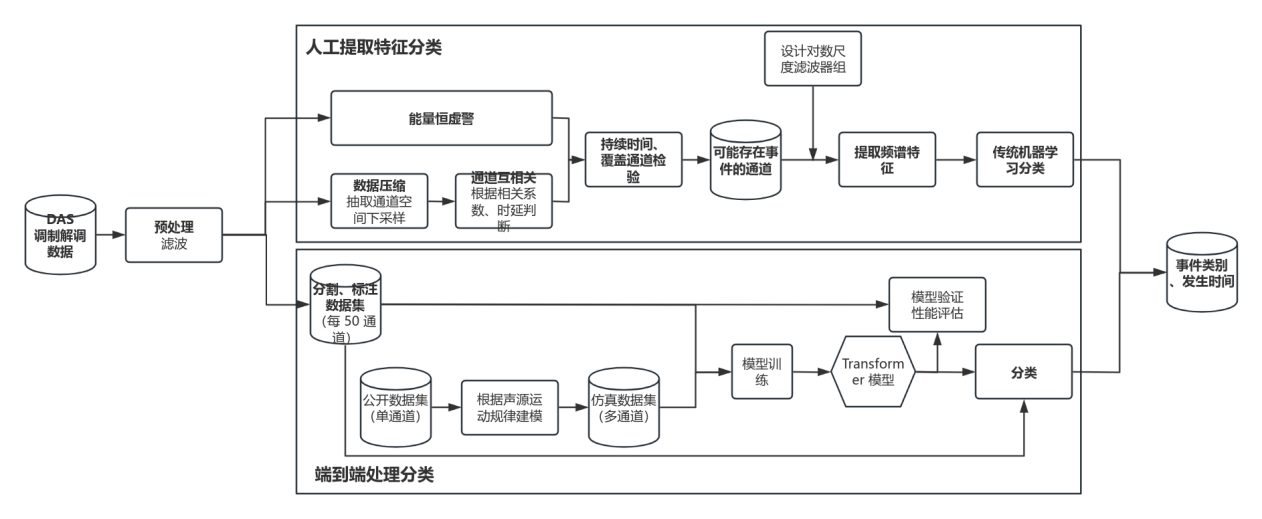 人工提取特征分类
设计对数尺
度滤波器组
能量恒虚警
持续时间、
覆盖通道检
验
可能存在事
件的通道
提取频谱特
征
传统机器学
习分类
数据压缩
抽取通道空
间下采样
通道互相关
根据相关系
数、时延判
断
DAS
调制解调
数据
预处理
滤波
事件类别
、发生时间
分割、标注
数据集
（每 50 通
道）
模型验证
性能评估
模型训
练
Transform
er 模型
分类
公开数据集
（单通道）
根据声源运
动规律建模
仿真数据集
（多通道）
端到端处理分类